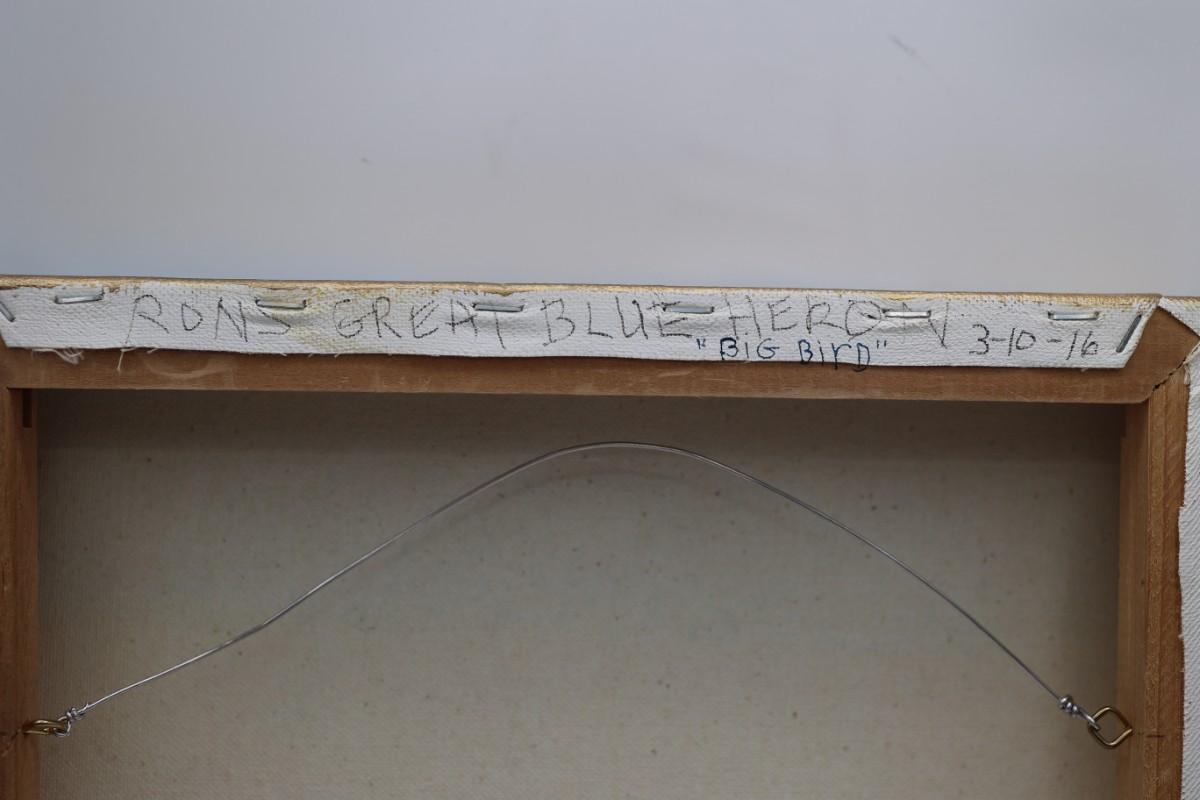 RONS GREAT BLUE HERON 3-10-16
"BIG BirD"